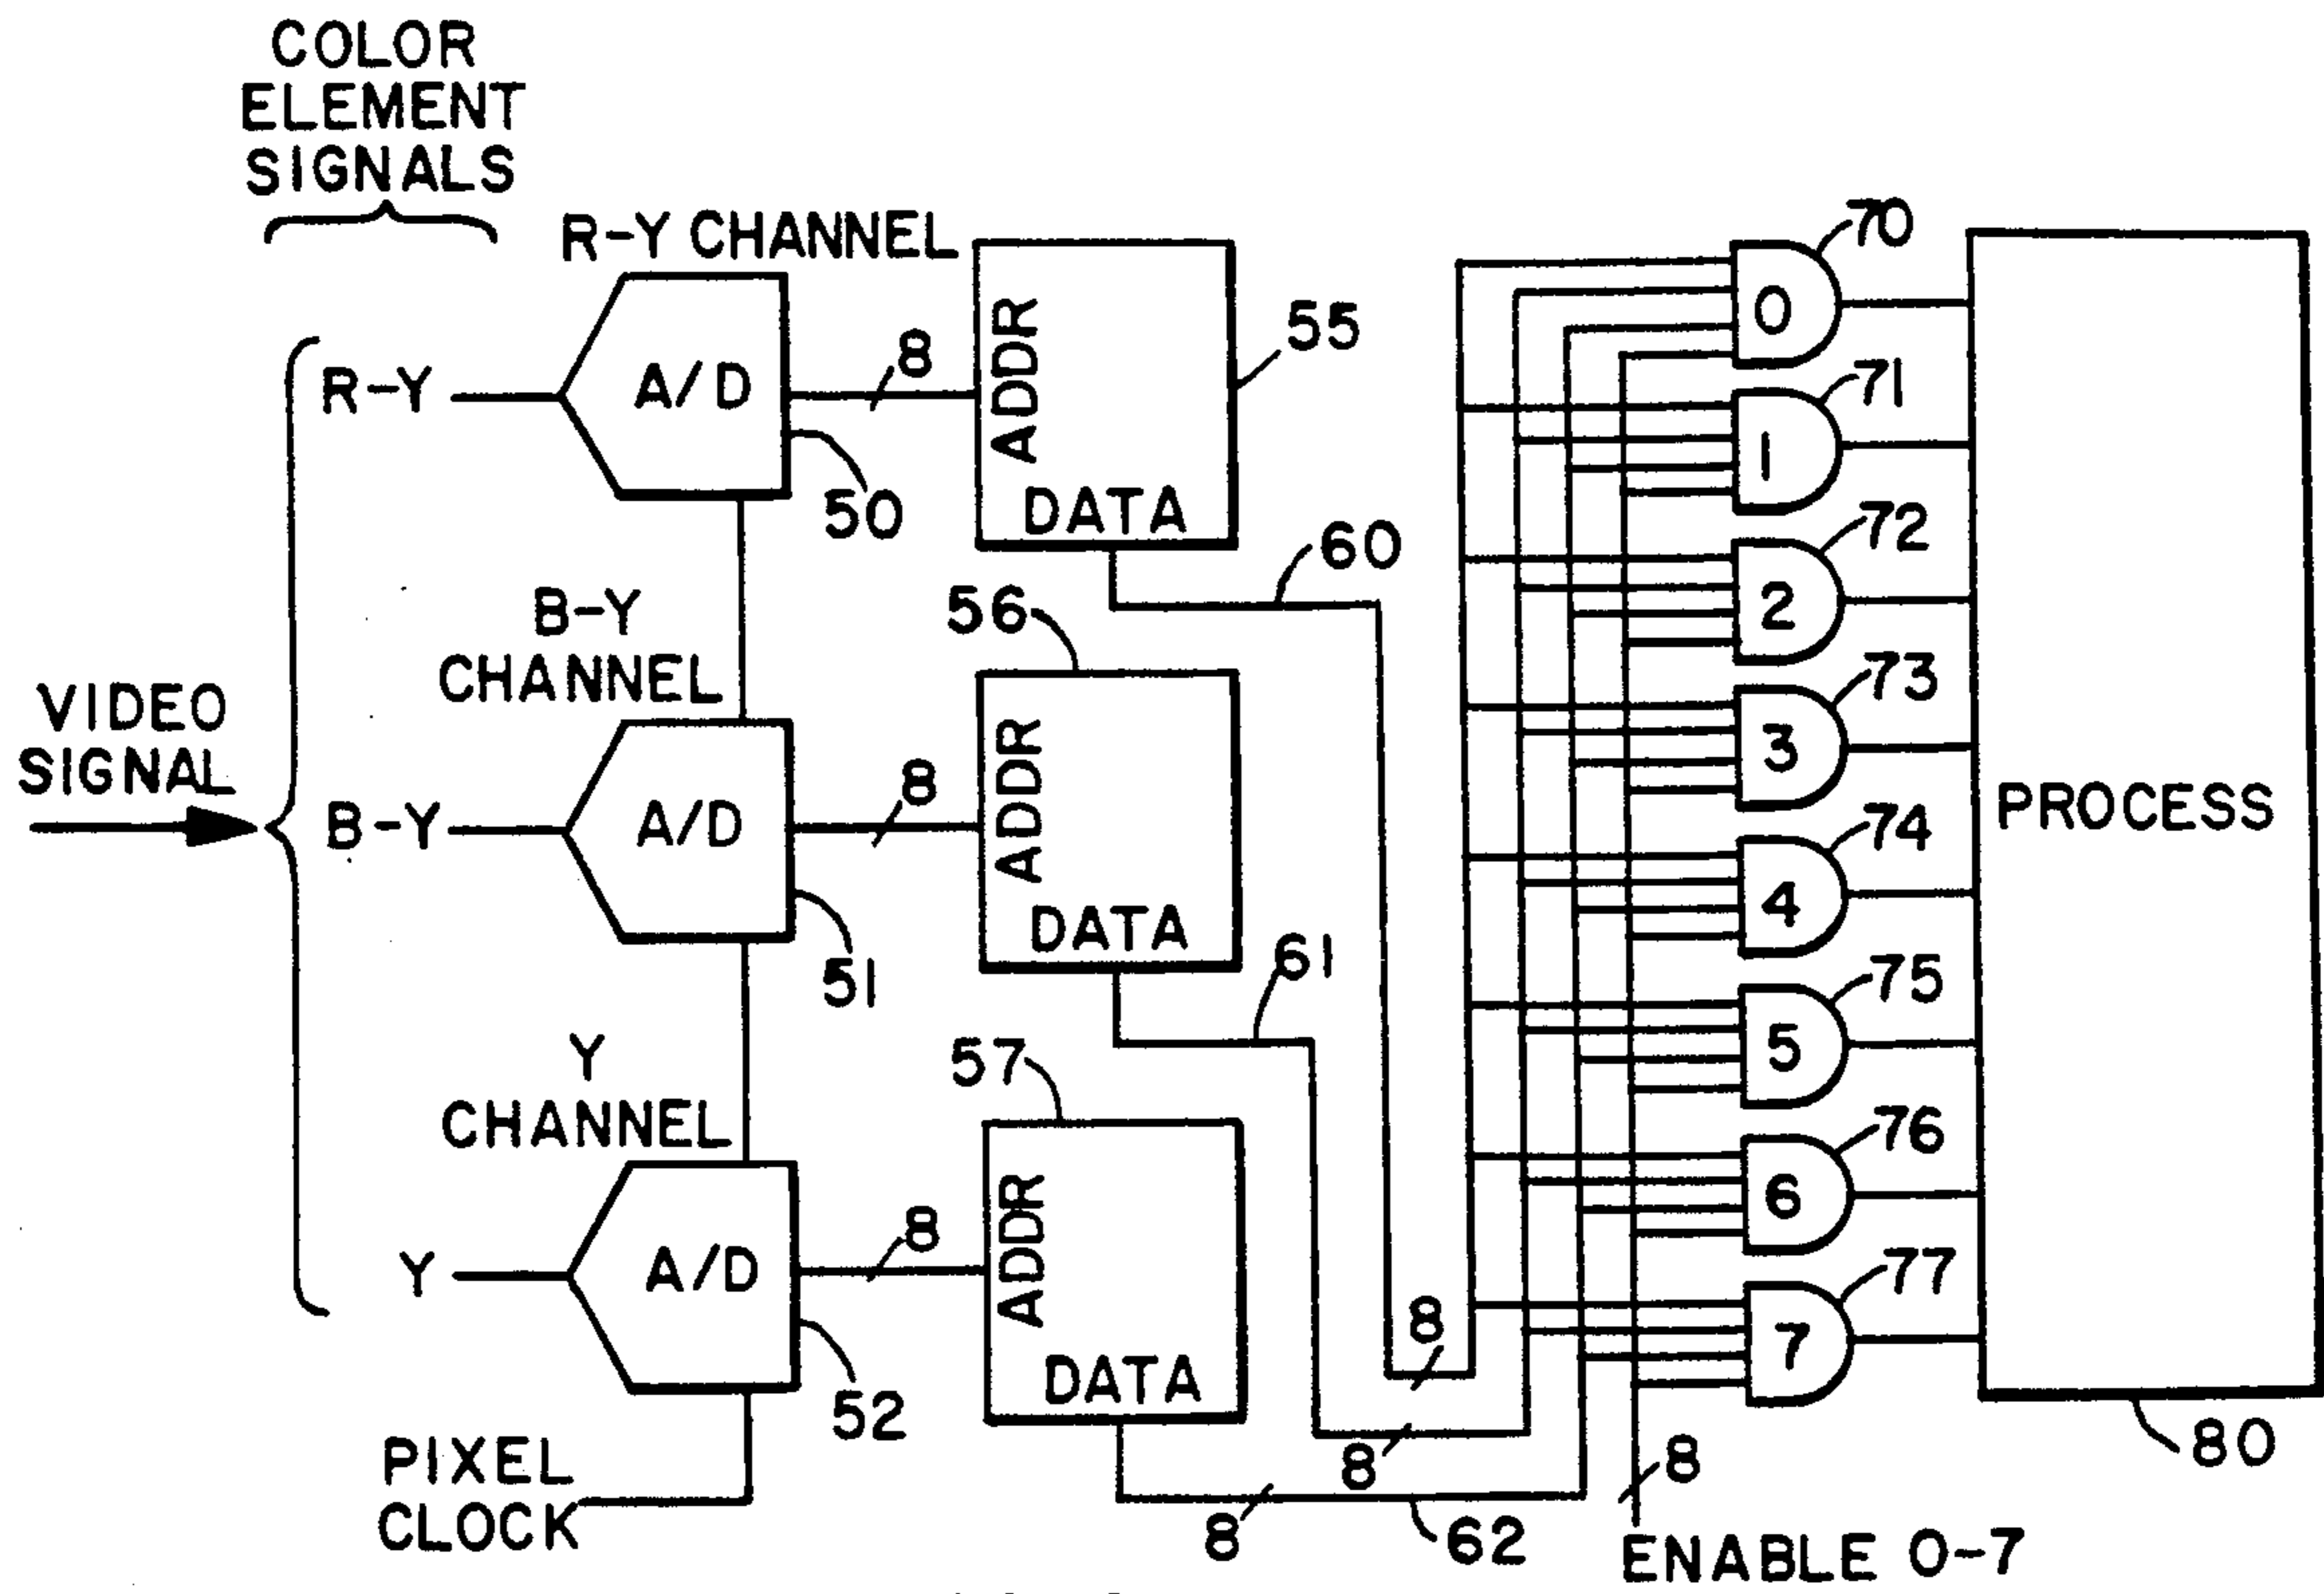 COLOR
ELEMENT
SIGNALS
R-Y CHANNEL
70
ADDR
0
55
8
71
R-Y
A/D
1
50
DATA
72
60
B-Y
CHANNEL
56
2
73
VIDEO
SIGNAL
ADDR
3
8
PROCESS
B-Y
A/D
74
4
DATA
61
51
75
Y
CHANNEL
57
5
76
ADDR
6
8
Y
A/D
77
8
7
DATA
52
80
PIXEL
CLOCK
8
8
8
62
ENABLE 0-7